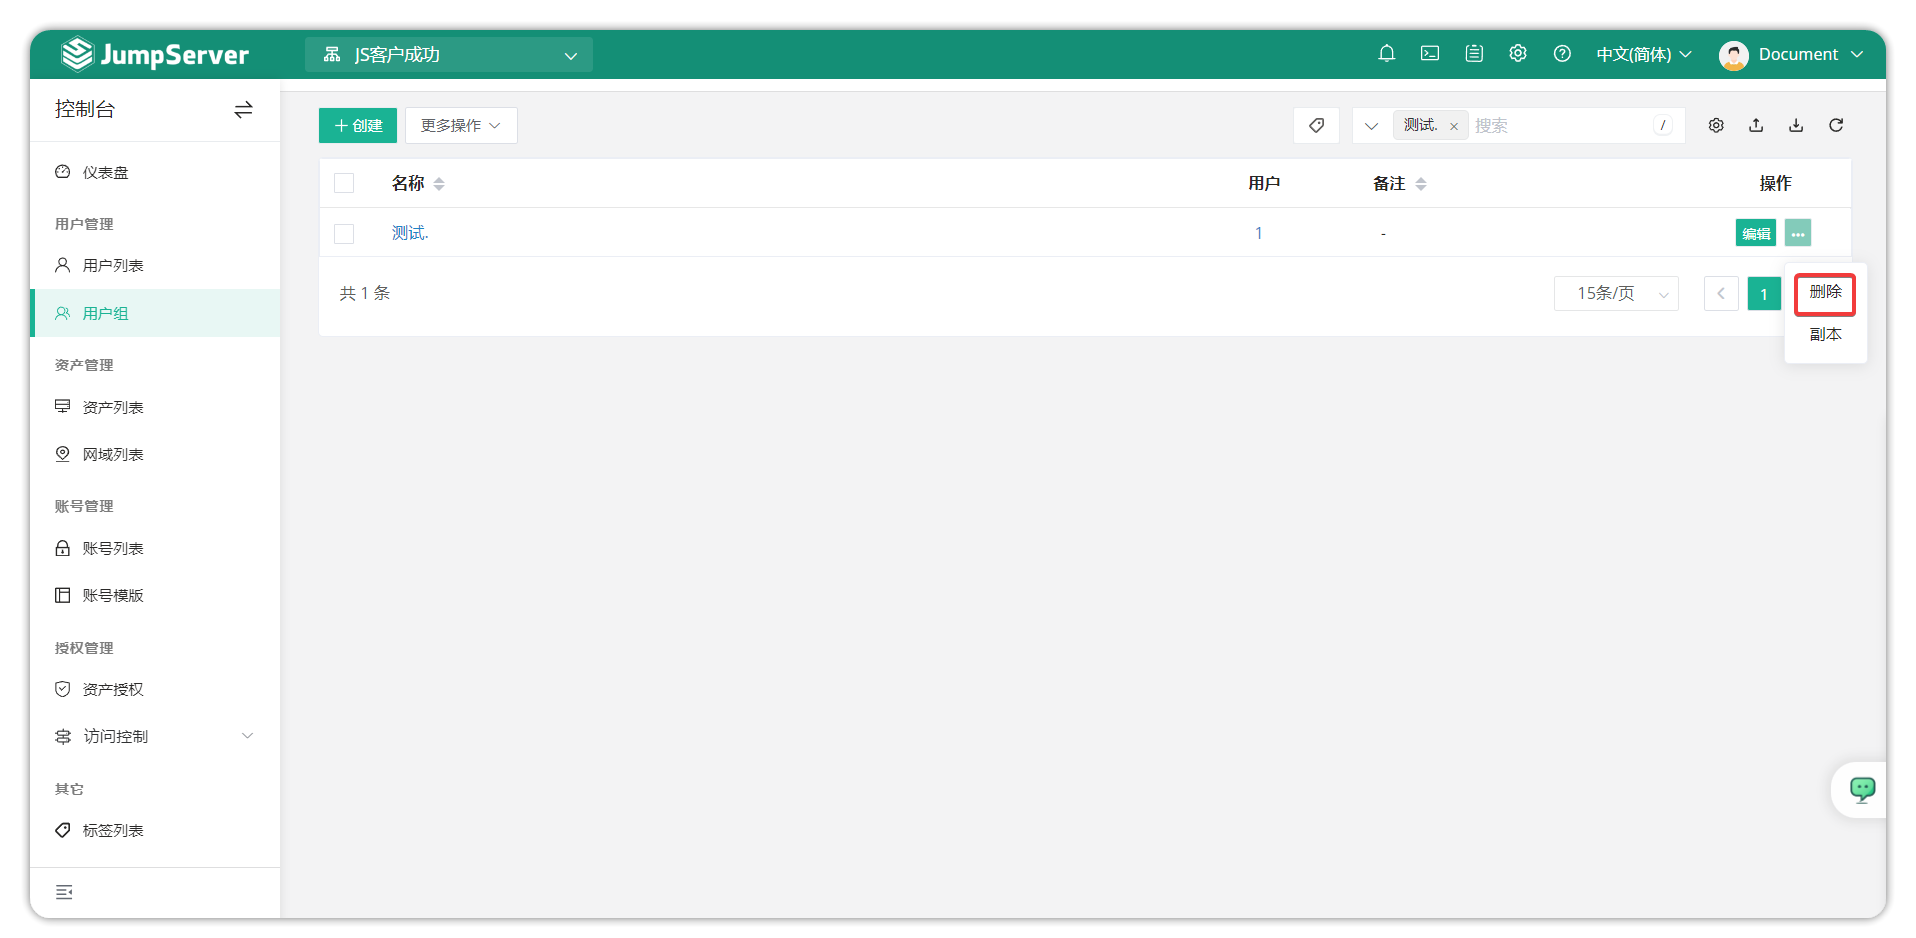 JumpServer
JS客户成功
中文(简体)
Document
控制台
创建
更多操作
测试. ×
搜索
/
仪表盘
名称
用户
备注
操作
用户管理
测试.
1
-
编辑
...
用户列表
共 1 条
15条/页
1
删除
用户组
副本
资产管理
资产列表
网域列表
账号管理
账号列表
账号模版
授权管理
资产授权
访问控制
其它
标签列表